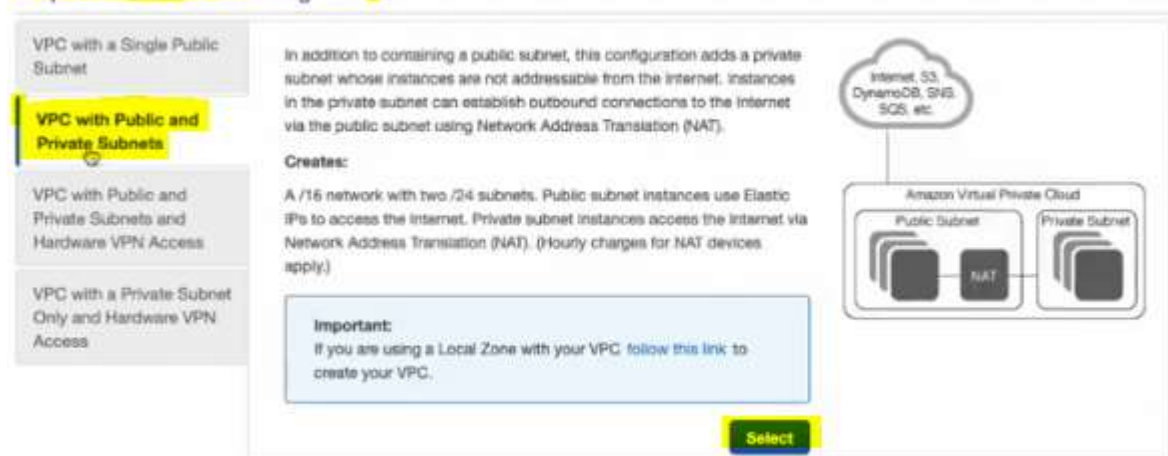 VPC with a Single Public
Subnet
VPC with Public and
Private Subnets
VPC with Public and
Private Subnets and
Hardware VPN Access
VPC with a Private Subnet
Only and Hardware VPN
Access
In addition to containing a public subnet, this configuration adds a private
subnet whose instances are not addressable from the Internet. Instances
in the private subnet can establish outbound connections to the Internet
via the public subnet using Network Address Translation (NAT).
Creates:
A /16 network with two /24 subnets. Public subnet instances use Elastic
IPs to access the Internet. Private subnet instances access the Internet via
Network Address Translation (NAT). (Hourly charges for NAT devices
apply.)
Important:
If you are using a Local Zone with your VPC follow this link to
create your VPC.
Select
Internet, S3,
DynamoDB, SNS,
SQS, etc.
Amazon Virtual Private Cloud
Public Subnet
Private Subnet
NAT